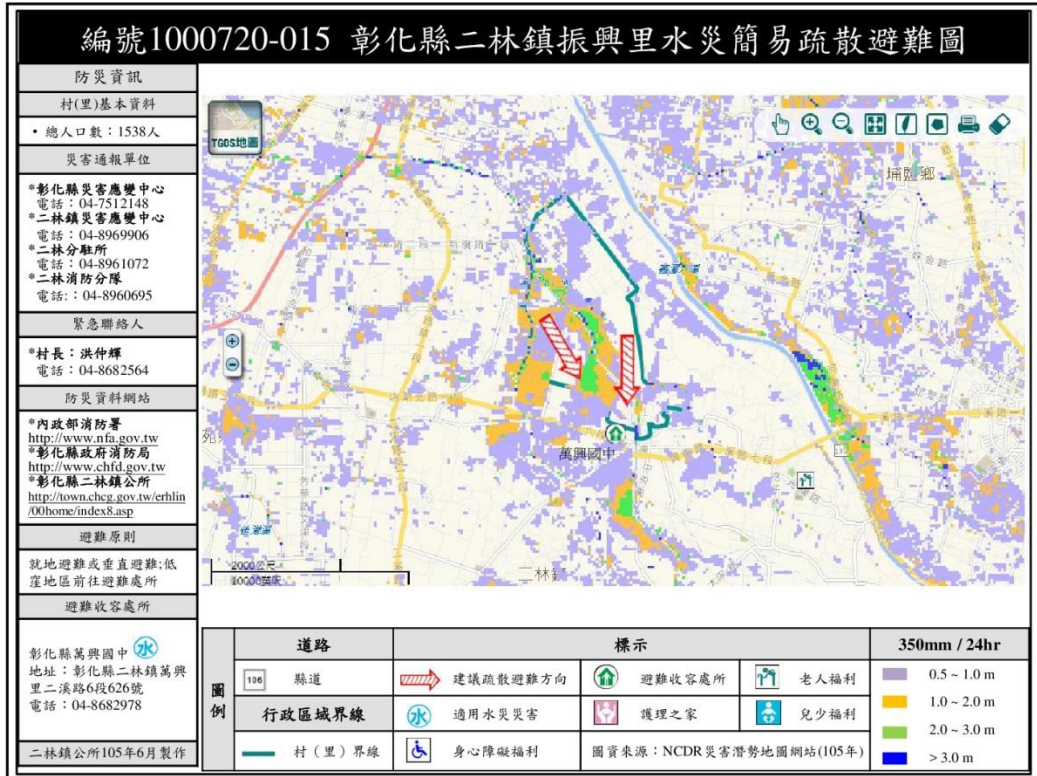 編號1000720-015 彰化縣二林鎮振興里水災簡易疏散避難圖
防災資訊
村(里)基本資料
• 總人口數：1538人
災害通報單位
*彰化縣災害應變中心
電話：04-7512148
*二林鎮災害應變中心
電話：04-8969906
*二林分駐所
電話：04-8961072
*二林消防分隊
電話:：04-8960695
緊急聯絡人
*村長：洪仲輝
電話：04-8682564
防災資料網站
*內政部消防署
http://www.nfa.gov.tw
*彰化縣政府消防局
http://www.chfd.gov.tw
*彰化縣二林鎮公所
http://town.chcg.gov.tw/erhlin
/00home/index8.asp
避難原則
就地避難或垂直避難;低
窪地區前往避難處所
避難收容處所
彰化縣萬興國中 水
地址：彰化縣二林鎮萬興
里二溪路6段626號
電話：04-8682978
二林鎮公所105年6月製作
TGOS地圖
埔鹽鄉
萬興國中
2000公尺
10000英呎
二林鎮
圖例
道路
標示
350mm / 24hr
106 縣道
建議疏散避難方向
避難收容處所
老人福利
0.5 ~ 1.0 m
行政區域界線
水 適用水災災害
護理之家
兒少福利
1.0 ~ 2.0 m
村（里）界線
身心障礙福利
圖資來源：NCDR災害潛勢地圖網站(105年)
2.0 ~ 3.0 m
> 3.0 m